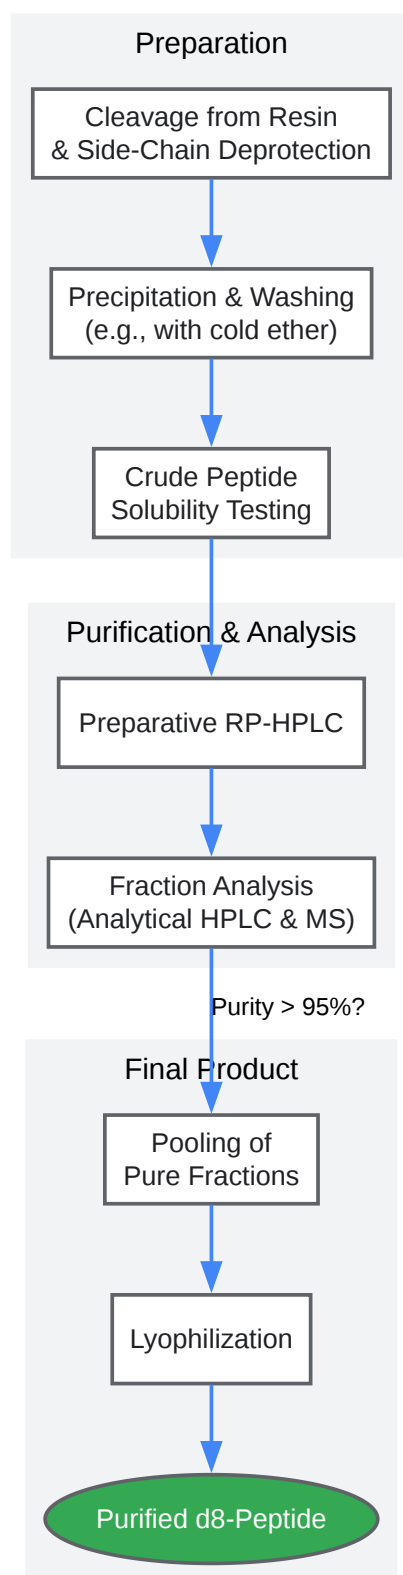 Preparation
Cleavage from Resin
& Side-Chain Deprotection
Precipitation & Washing
(e.g., with cold ether)
Crude Peptide
Solubility Testing
Purification & Analysis
Preparative RP-HPLC
Fraction Analysis
(Analytical HPLC & MS)
Purity > 95%?
Final Product
Pooling of
Pure Fractions
Lyophilization
Purified d8-Peptide